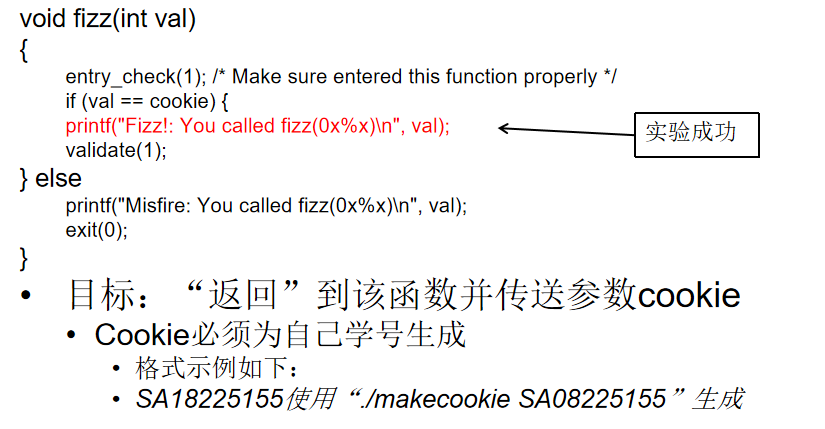 void fizz(int val)
{
entry_check(1); /* Make sure entered this function properly */
if (val == cookie) {
printf("Fizz!: You called fizz(0x%x)\n", val);
实验成功
validate(1);
} else
printf("Misfire: You called fizz(0x%x)\n", val);
exit(0);
}
• 目标：“返回”到该函数并传送参数cookie
• Cookie必须为自己学号生成
• 格式示例如下：
• SA18225155使用“./makecookie SA08225155”生成